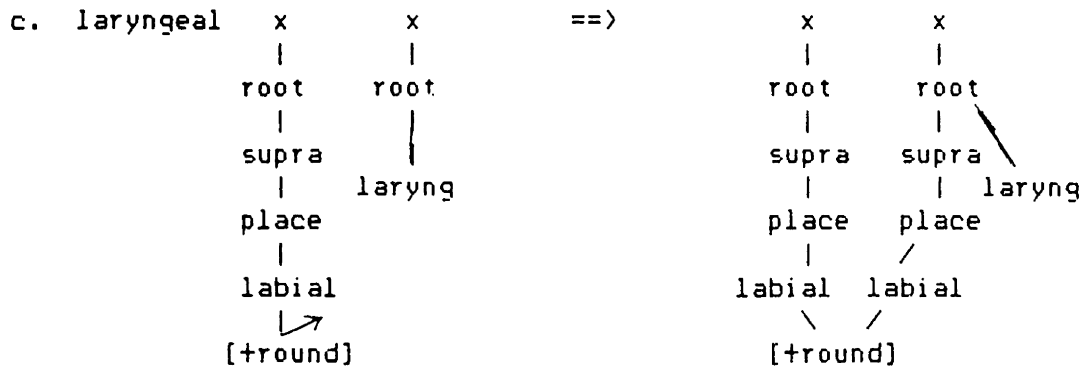 c. laryngeal x x ==> x x
root root root root
supra supra supra
laryng laryng
place place place
labial labial labial
[+round] [+round]